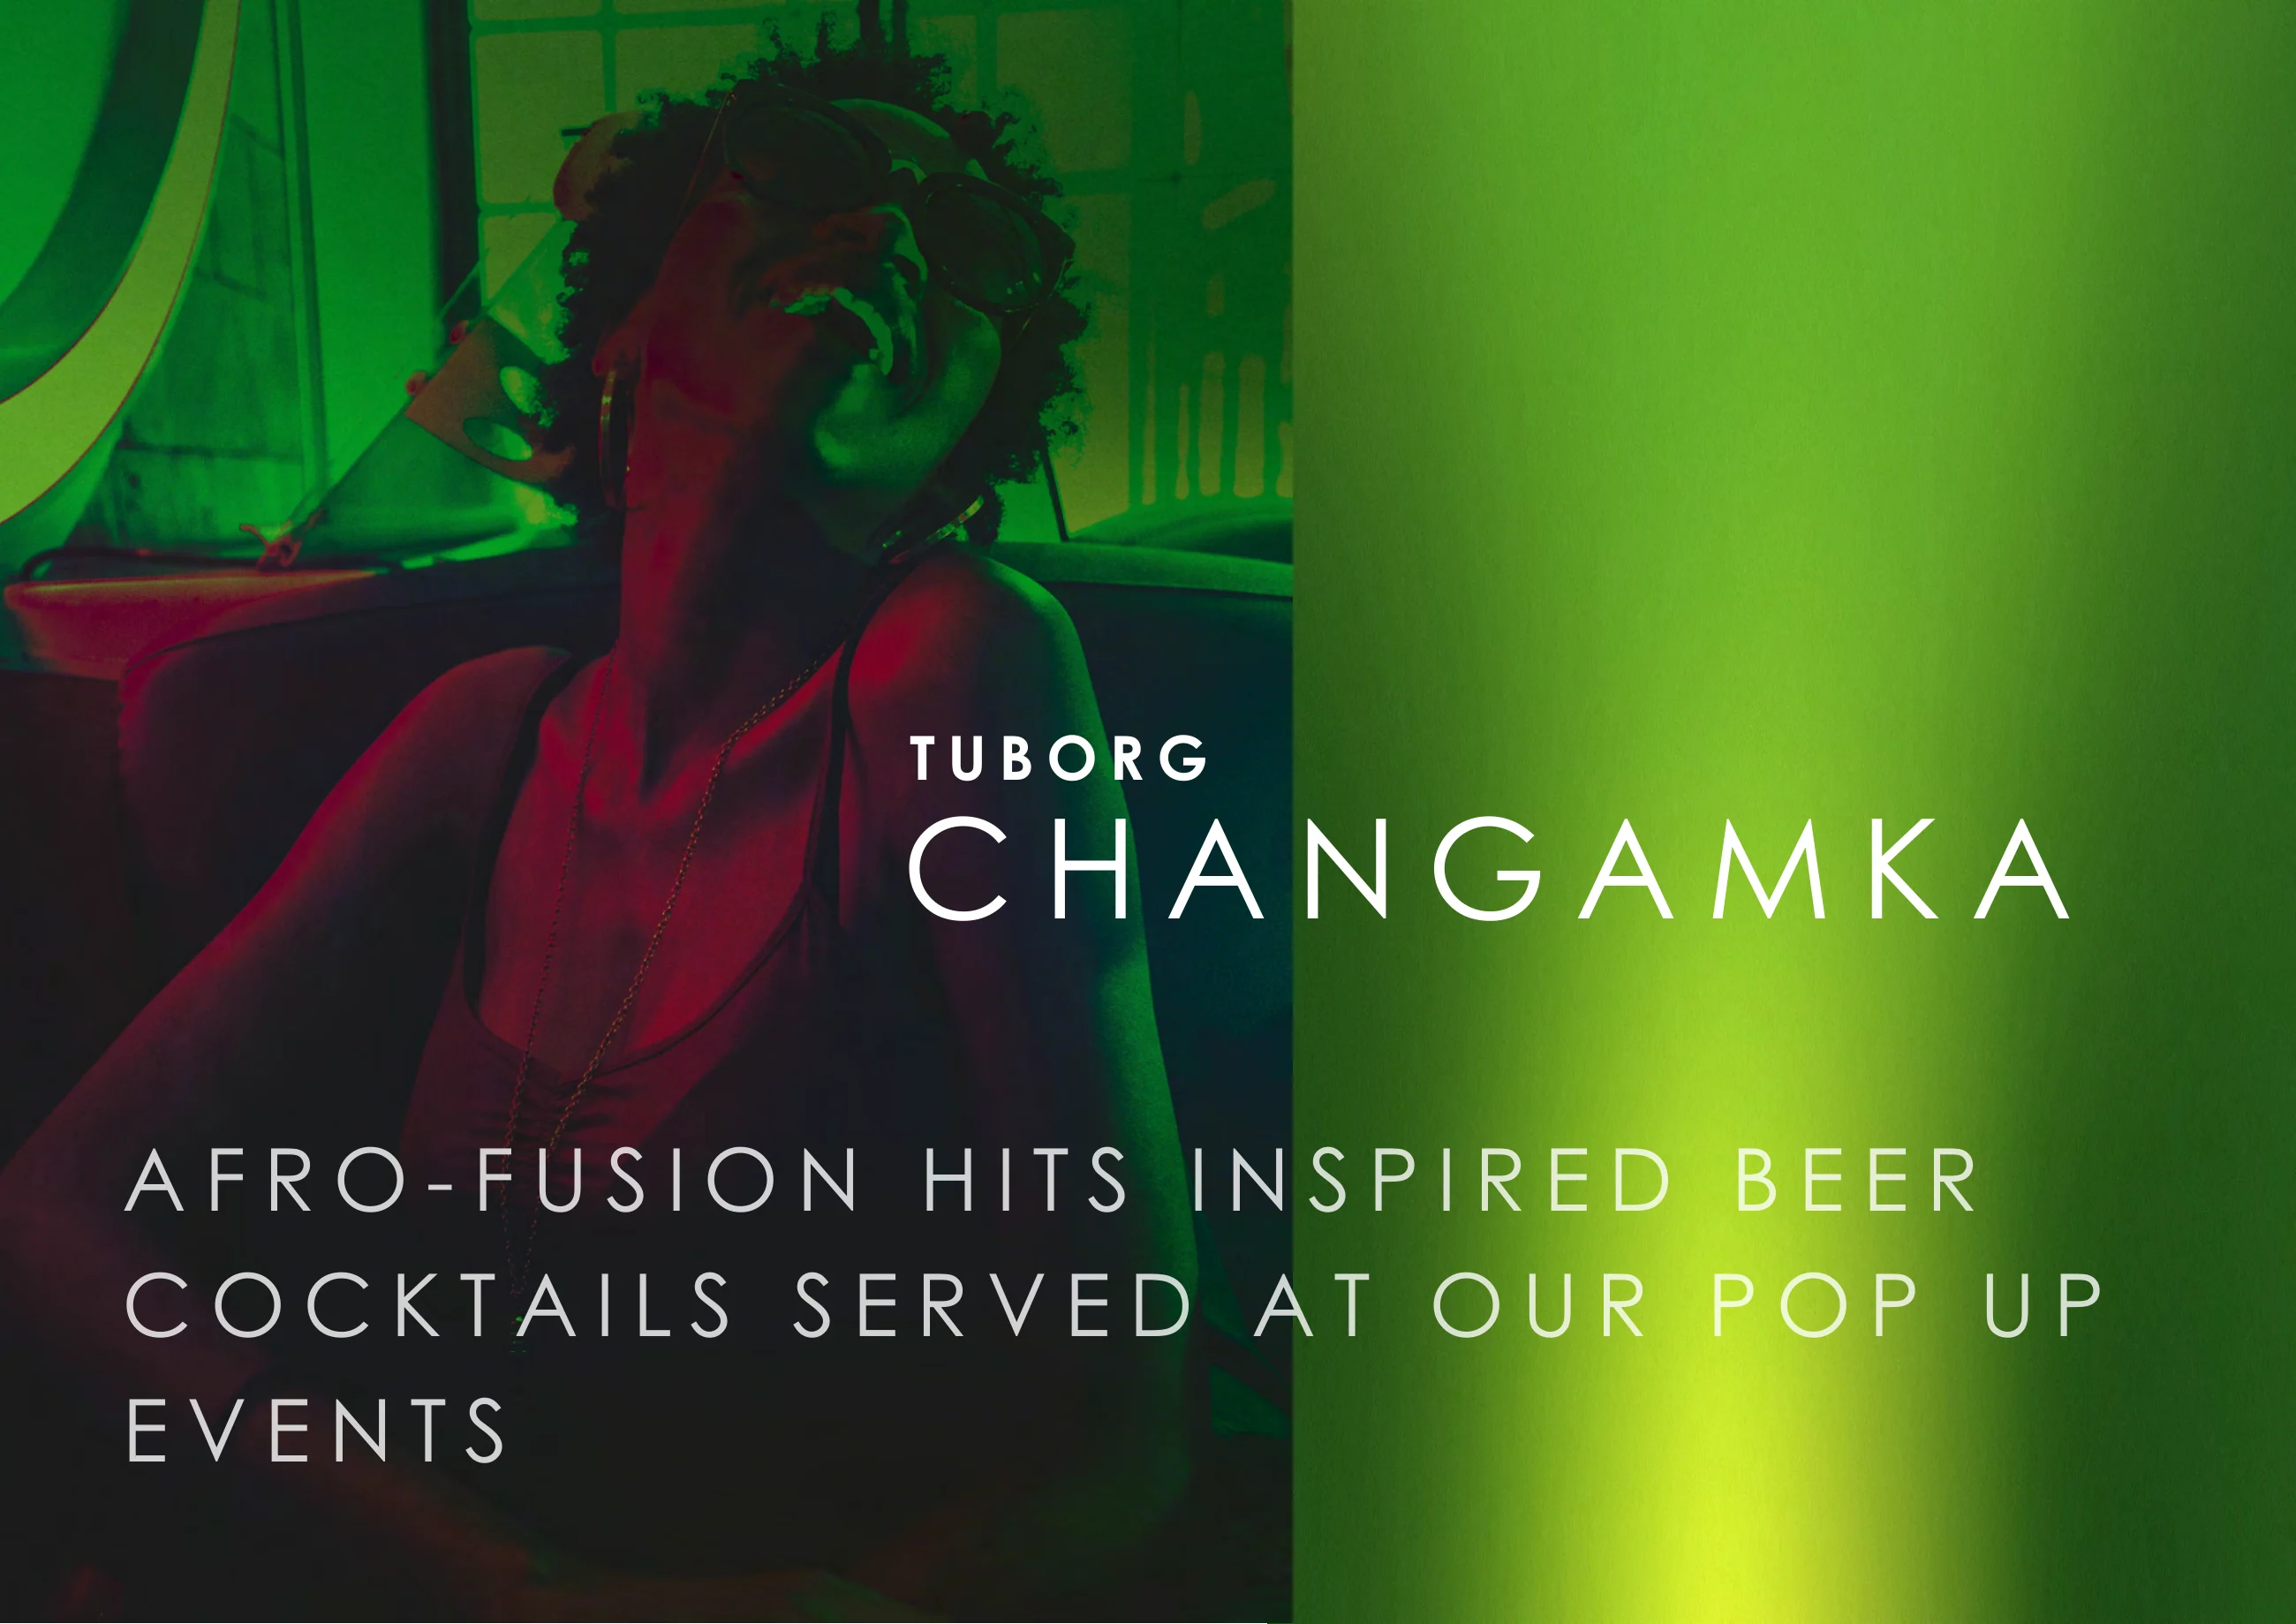 TUBORG
CHANGAMKA
AFRO-FUSION HITS INSPIRED BEER
COCKTAILS SERVED AT OUR POP UP
EVENTS